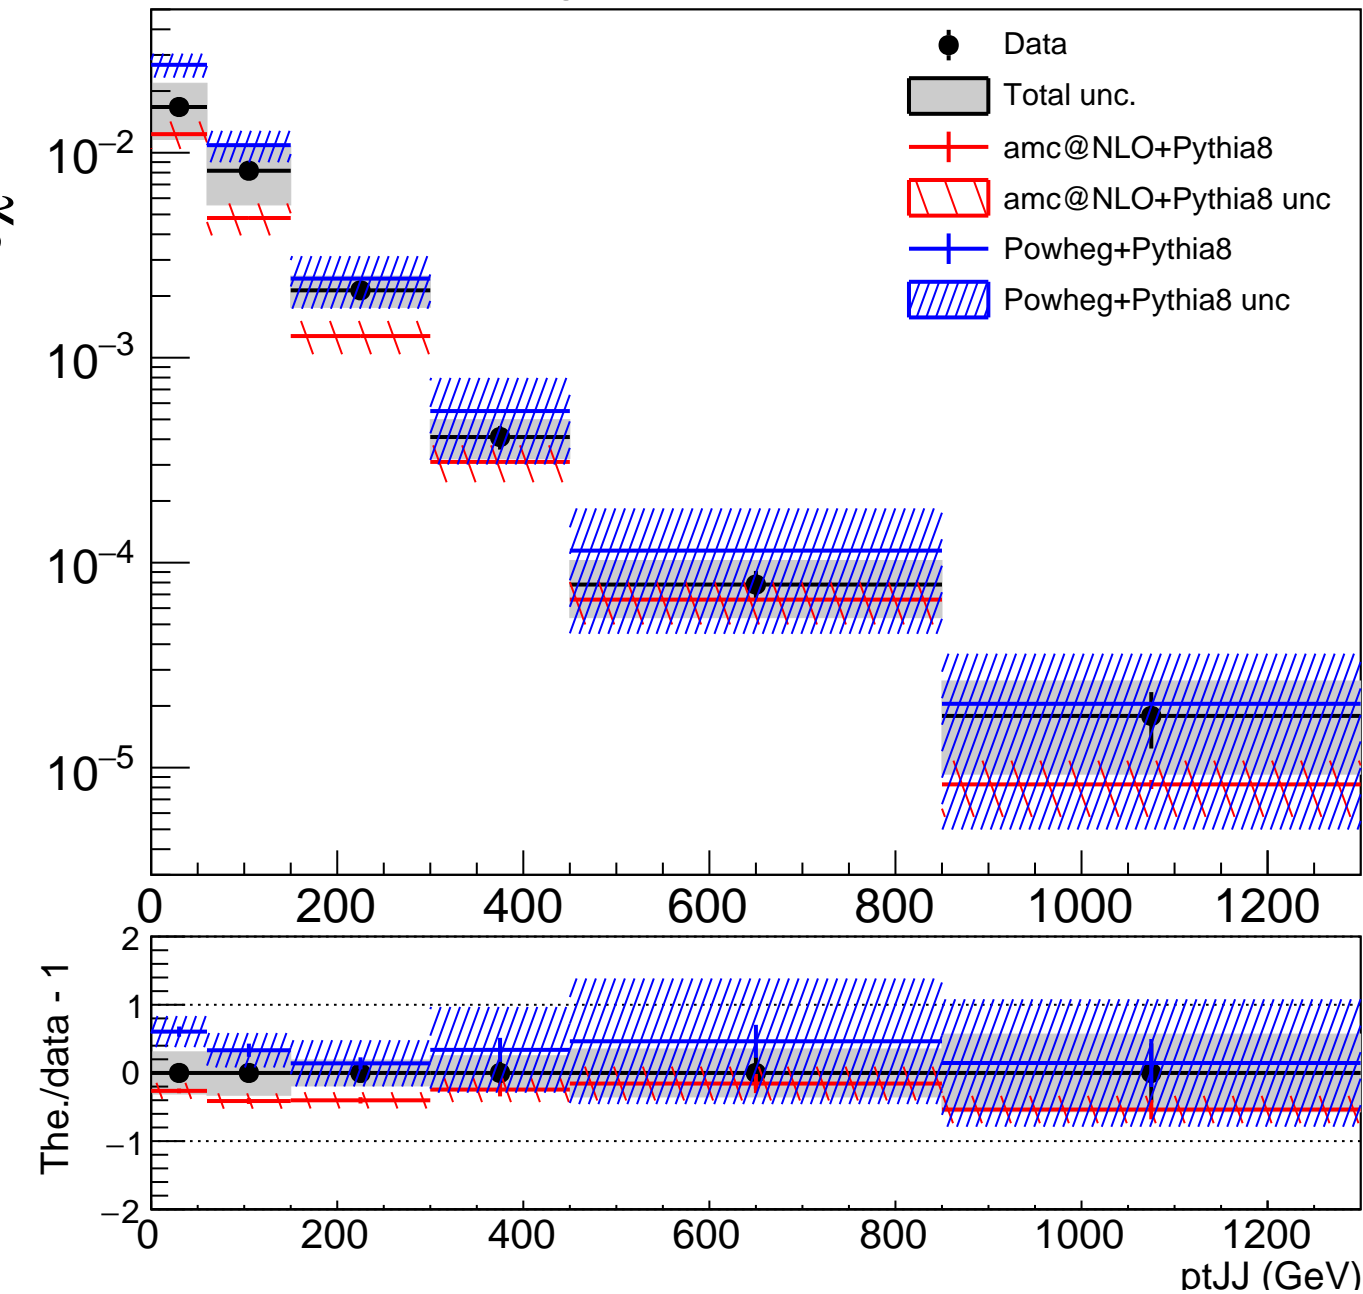 Data
Total unc.
amc@NLO+Pythia8
amc@NLO+Pythia8 unc
Powheg+Pythia8
Powheg+Pythia8 unc
10−2
10−3
10−4
10−5
0 200 400 600 800 1000 1200
The./data - 1
2
1
0
−1
−2
0 200 400 600 800 1000 1200
ptJJ (GeV)